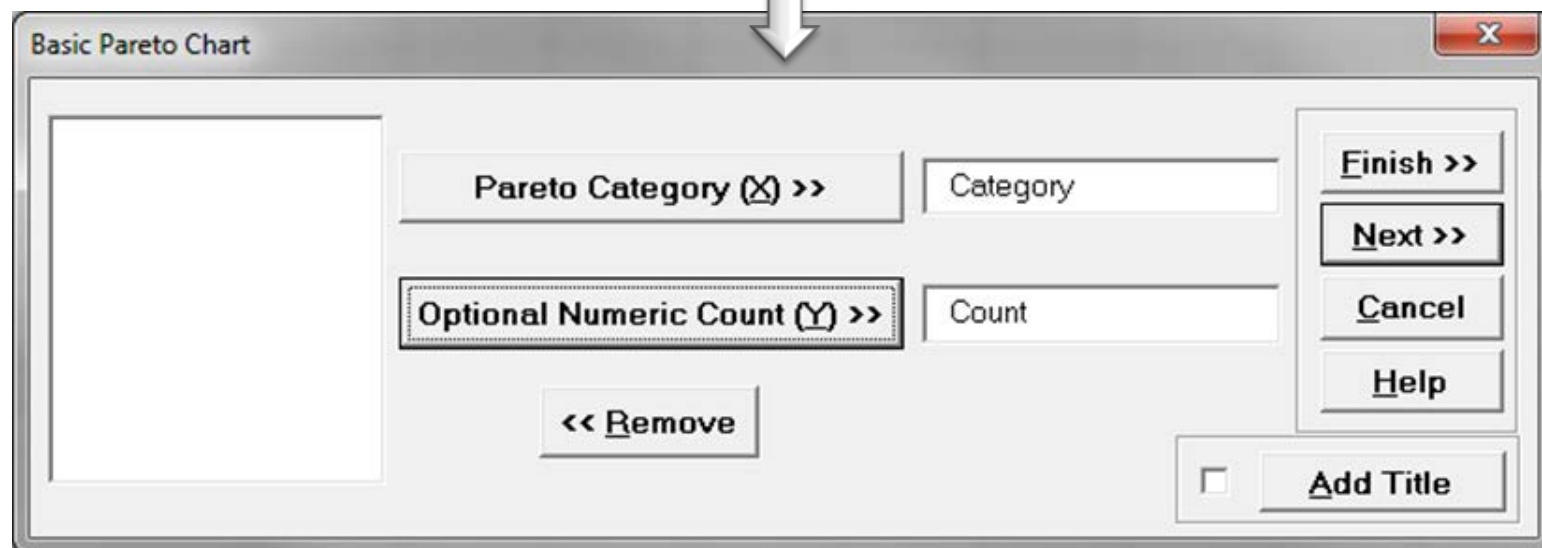 Basic Pareto Chart
x
Pareto Category (X) >>
Category
Finish >>
Next >>
Optional Numeric Count (Y) >>
Count
Cancel
Help
<< Remove
Add Title